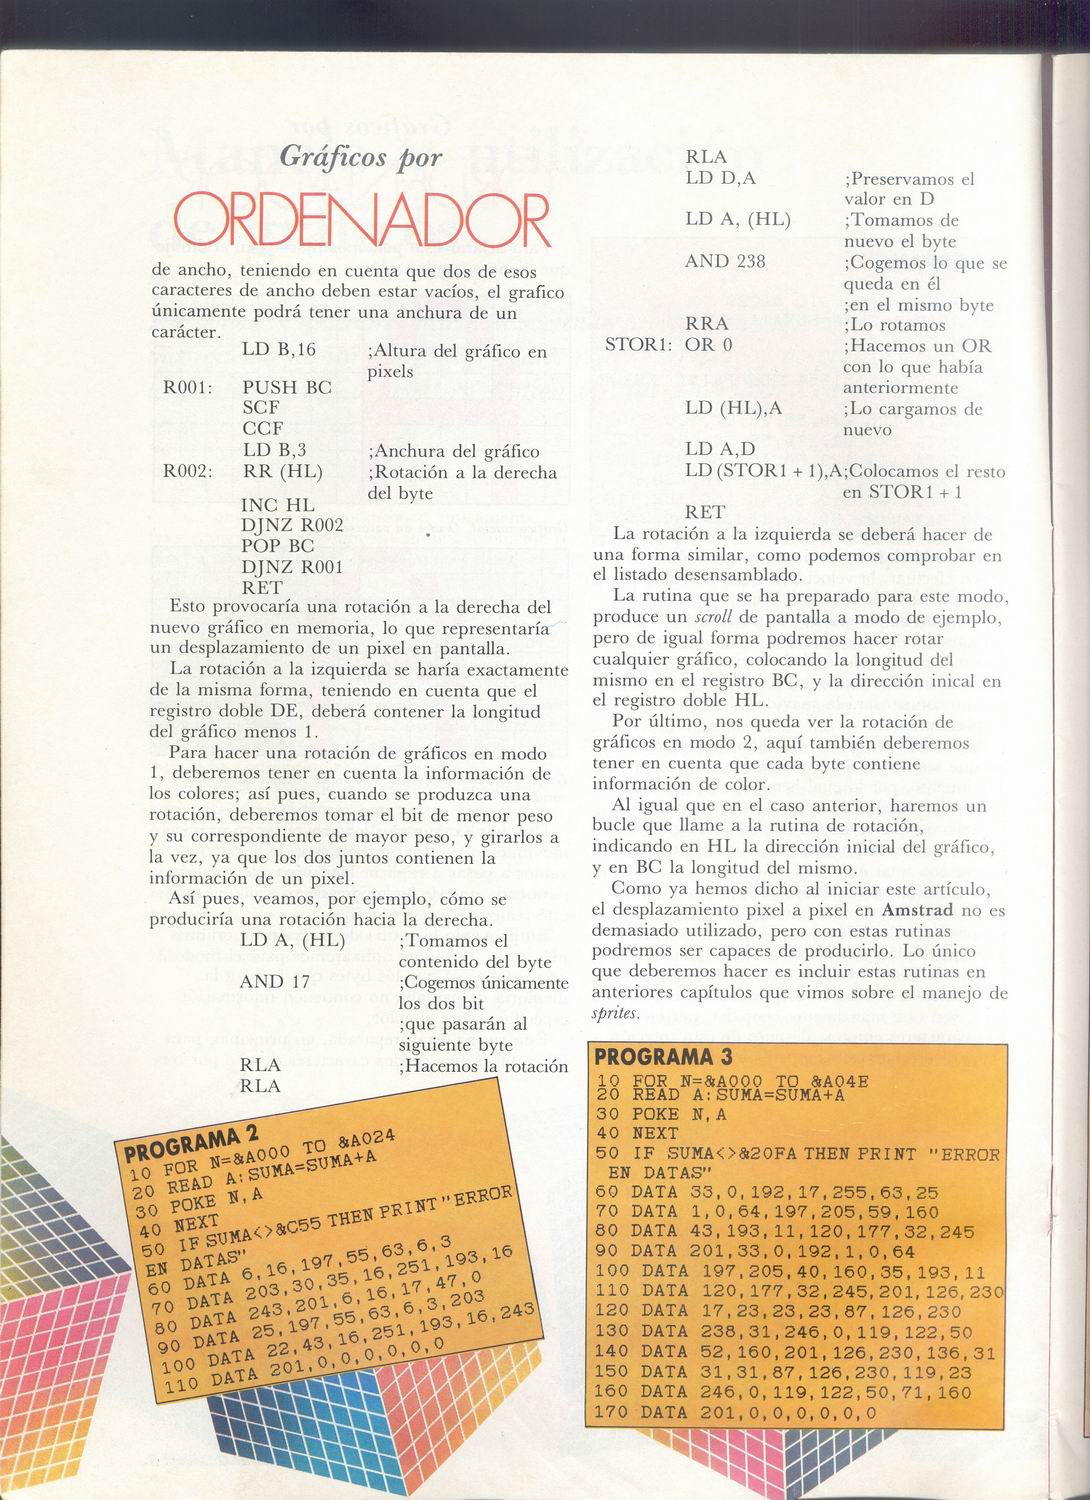 Gráficos por
ORDENADOR
de ancho, teniendo en cuenta que dos de esos
caracteres de ancho deben estar vacíos, el grafico
únicamente podrá tener una anchura de un
carácter.
LD B,16 ;Altura del gráfico en
pixels
R001: PUSH BC
SCF
CCF
LD B,3 ;Anchura del gráfico
R002: RR (HL) ;Rotación a la derecha
del byte
INC HL
DJNZ R002
POP BC
DJNZ R001
RET
Esto provocaría una rotación a la derecha del
nuevo gráfico en memoria, lo que representaría
un desplazamiento de un pixel en pantalla.
La rotación a la izquierda se haría exactamente
de la misma forma, teniendo en cuenta que el
registro doble DE, deberá contener la longitud
del gráfico menos 1.
Para hacer una rotación de gráficos en modo
1, deberemos tener en cuenta la información de
los colores; así pues, cuando se produzca una
rotación, deberemos tomar el bit de menor peso
y su correspondiente de mayor peso, y girarlos a
la vez, ya que los dos juntos contienen la
información de un pixel.
Así pues, veamos, por ejemplo, cómo se
produciría una rotación hacia la derecha.
LD A, (HL) ;Tomamos el
contenido del byte
AND 17 ;Cogemos únicamente
los dos bit
;que pasarán al
siguiente byte
RLA ;Hacemos la rotación
RLA
RLA
LD D,A ;Preservamos el
valor en D
LD A, (HL) ;Tomamos de
nuevo el byte
AND 238 ;Cogemos lo que se
queda en él
;en el mismo byte
RRA ;Lo rotamos
STOR1: OR 0 ;Hacemos un OR
con lo que había
anteriormente
LD (HL),A ;Lo cargamos de
nuevo
LD A,D
LD (STOR1 + 1),A;Colocamos el resto
en STOR1 + 1
RET
La rotación a la izquierda se deberá hacer de
una forma similar, como podemos comprobar en
el listado desensamblado.
La rutina que se ha preparado para este modo,
produce un scroll de pantalla a modo de ejemplo,
pero de igual forma podremos hacer rotar
cualquier gráfico, colocando la longitud del
mismo en el registro BC, y la dirección inical en
el registro doble HL.
Por último, nos queda ver la rotación de
gráficos en modo 2, aquí también deberemos
tener en cuenta que cada byte contiene
información de color.
Al igual que en el caso anterior, haremos un
bucle que llame a la rutina de rotación,
indicando en HL la dirección inicial del gráfico,
y en BC la longitud del mismo.
Como ya hemos dicho al iniciar este artículo,
el desplazamiento pixel a pixel en Amstrad no es
demasiado utilizado, pero con estas rutinas
podremos ser capaces de producirlo. Lo único
que deberemos hacer es incluir estas rutinas en
anteriores capítulos que vimos sobre el manejo de
sprites.
PROGRAMA 2
10 FOR N=&A000 TO &A024
20 READ A:SUMA=SUMA+A
30 POKE N,A
40 NEXT
50 IF SUMA<>&C55 THEN PRINT "ERROR
EN DATAS"
60 DATA 6,16,197,55,63,6,3
70 DATA 203,30,35,16,251,193,16
80 DATA 243,201,6,16,17,47,0
90 DATA 25,197,55,63,6,3,203
100 DATA 22,43,16,251,193,16,243
110 DATA 201,0,0,0,0,0,0
PROGRAMA 3
10 FOR N=&A000 TO &A04E
20 READ A:SUMA=SUMA+A
30 POKE N,A
40 NEXT
50 IF SUMA<>&20FA THEN PRINT "ERROR
EN DATAS"
60 DATA 33,0,192,17,255,63,25
70 DATA 1,0,64,197,205,59,160
80 DATA 43,193,11,120,177,32,245
90 DATA 201,33,0,192,1,0,64
100 DATA 197,205,40,160,35,193,11
110 DATA 120,177,32,245,201,126,230
120 DATA 17,23,23,23,87,126,230
130 DATA 238,31,246,0,119,122,50
140 DATA 52,160,201,126,230,136,31
150 DATA 31,31,87,126,230,119,23
160 DATA 246,0,119,122,50,71,160
170 DATA 201,0,0,0,0,0,0